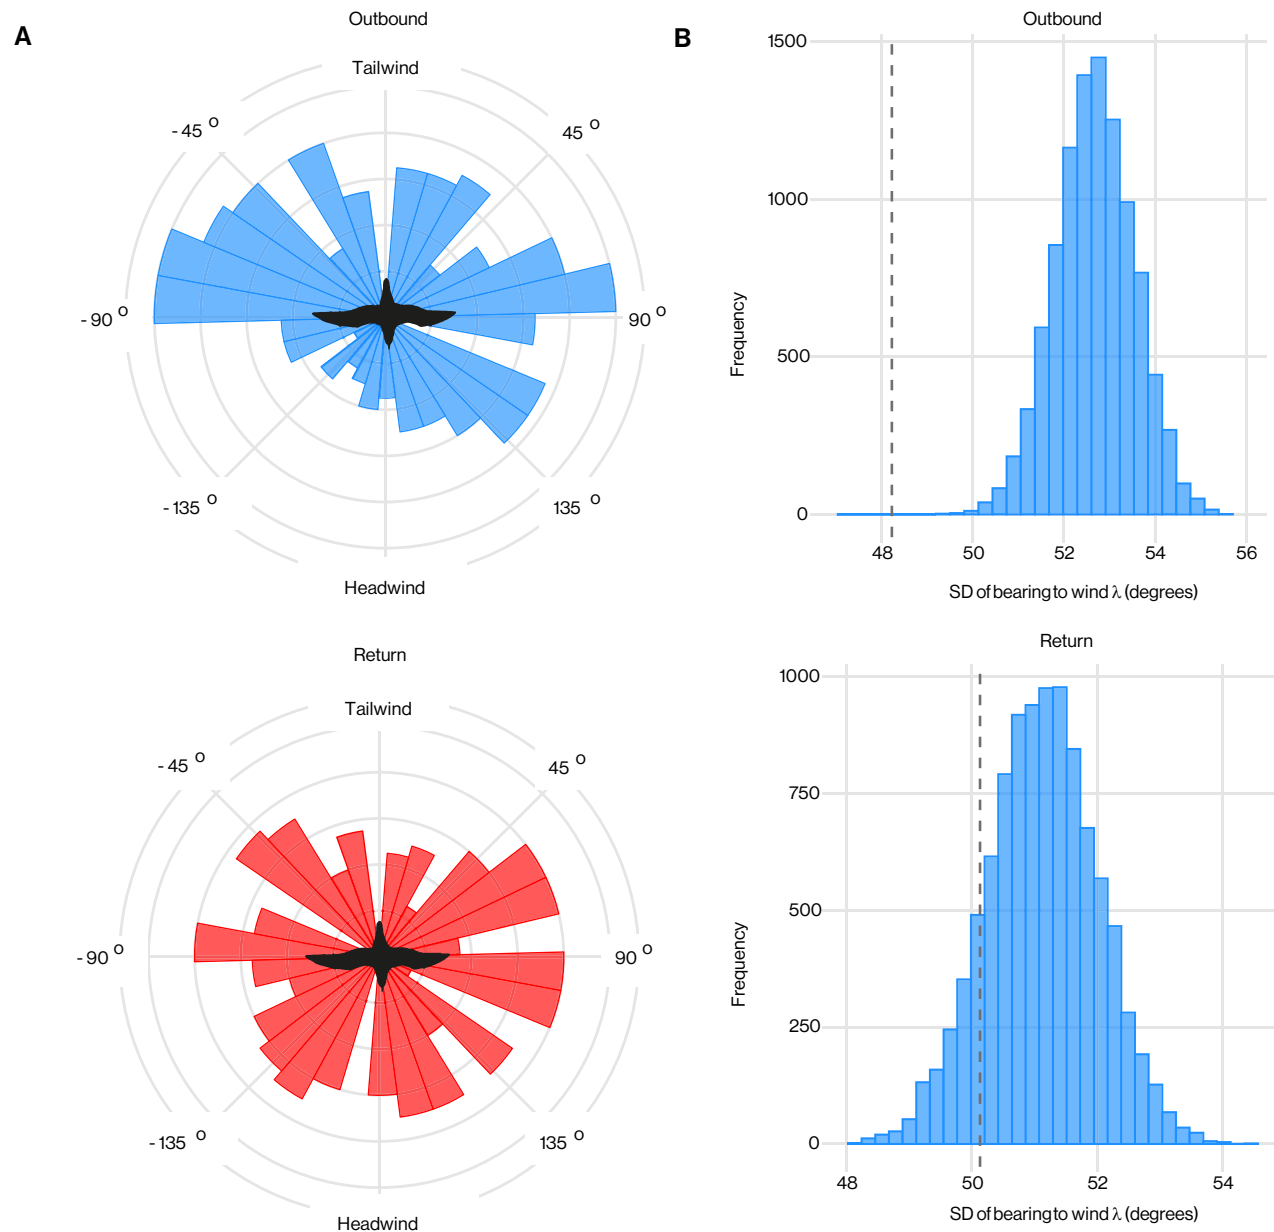 A
Outbound
Tailwind
-45 o
45 o
-90 o
90 o
-135 o
135 o
Headwind
Return
Tailwind
-45 o
45 o
-90 o
90 o
-135 o
135 o
Headwind
B
Outbound
1500
1000
500
0
Frequency
48 50 52 54 56
SD of bearing to wind λ (degrees)
Return
1000
750
500
250
0
Frequency
48 50 52 54
SD of bearing to wind λ (degrees)